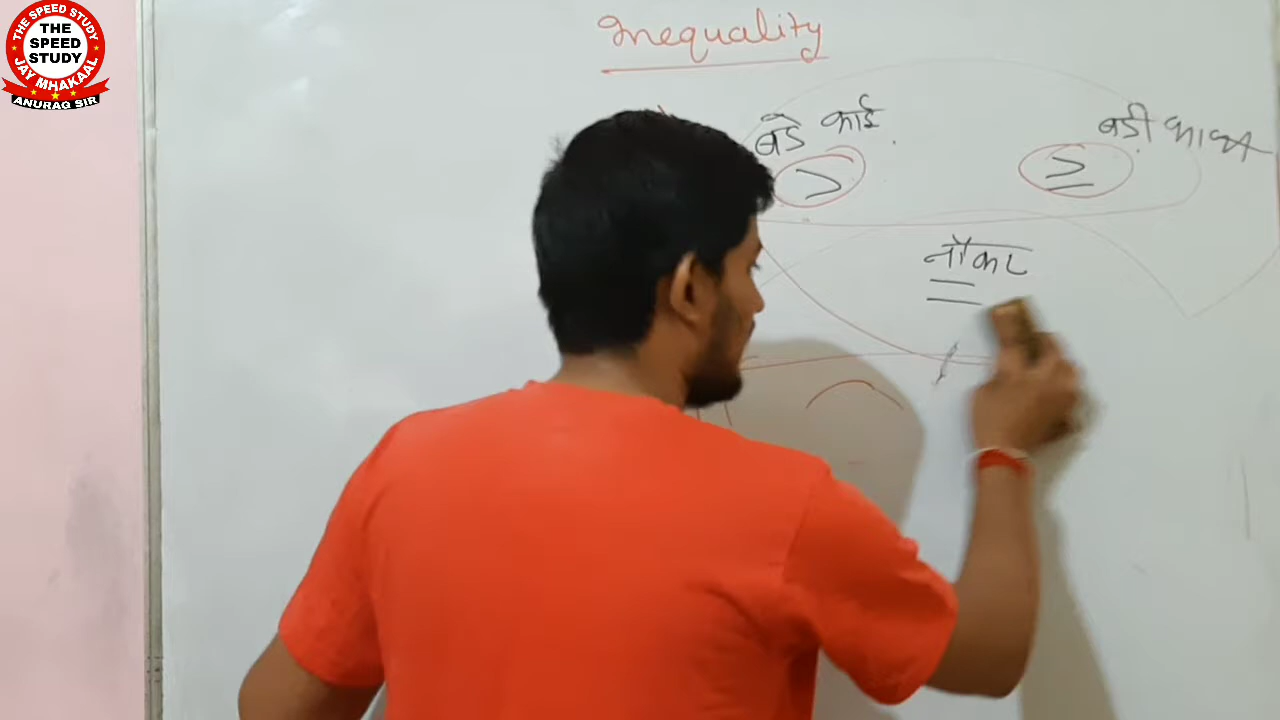 THE SPEED STUDY
THE
SPEED
STUDY
JAY MHAKAAL
ANURAG SIR
Inequality
बडे भाई
>
बडी
≥
नौकर
=